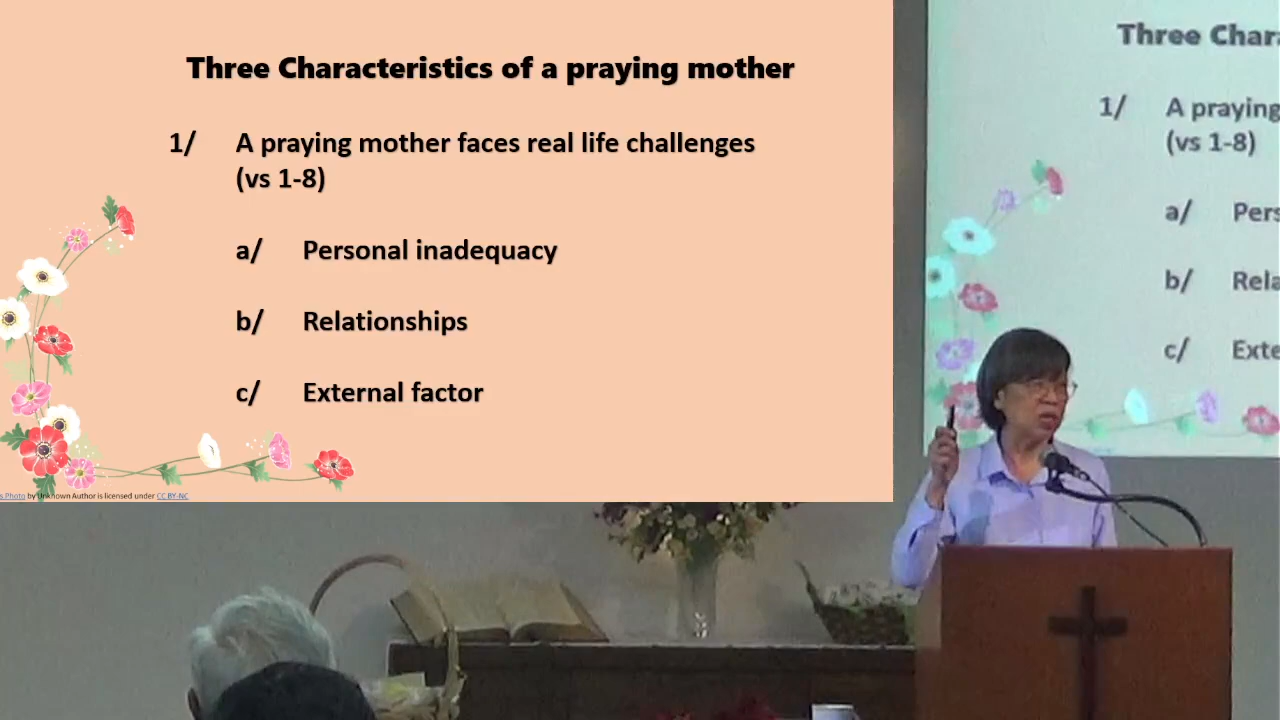 Three Characteristics of a praying mother
1/ A praying mother faces real life challenges
(vs 1-8)
a/ Personal inadequacy
b/ Relationships
c/ External factor
s Photo by Unknown Author is licensed under CC BY-NC
Three Char
1/ A praying
(vs 1-8)
a/ Pers
b/ Rela
c/ Exte